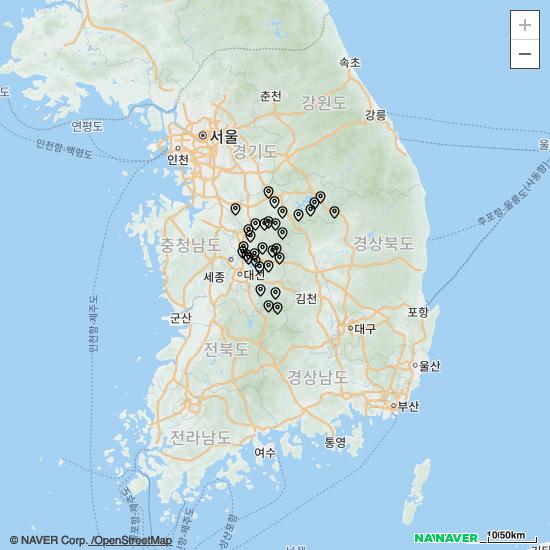 속초
춘천
강원도
강릉
도
연평도
서울
울
인천항-백령도
인천
경기도
후포항-울릉도(사동항)
충청남도
경상북도
세종
대전
김천
인천항-제주도
군산
포항
대구
전북도
울산
경상남도
부산
전라남도
통영
여수
+
−
© NAVER Corp. /OpenStreetMap
NAVER
10/50km